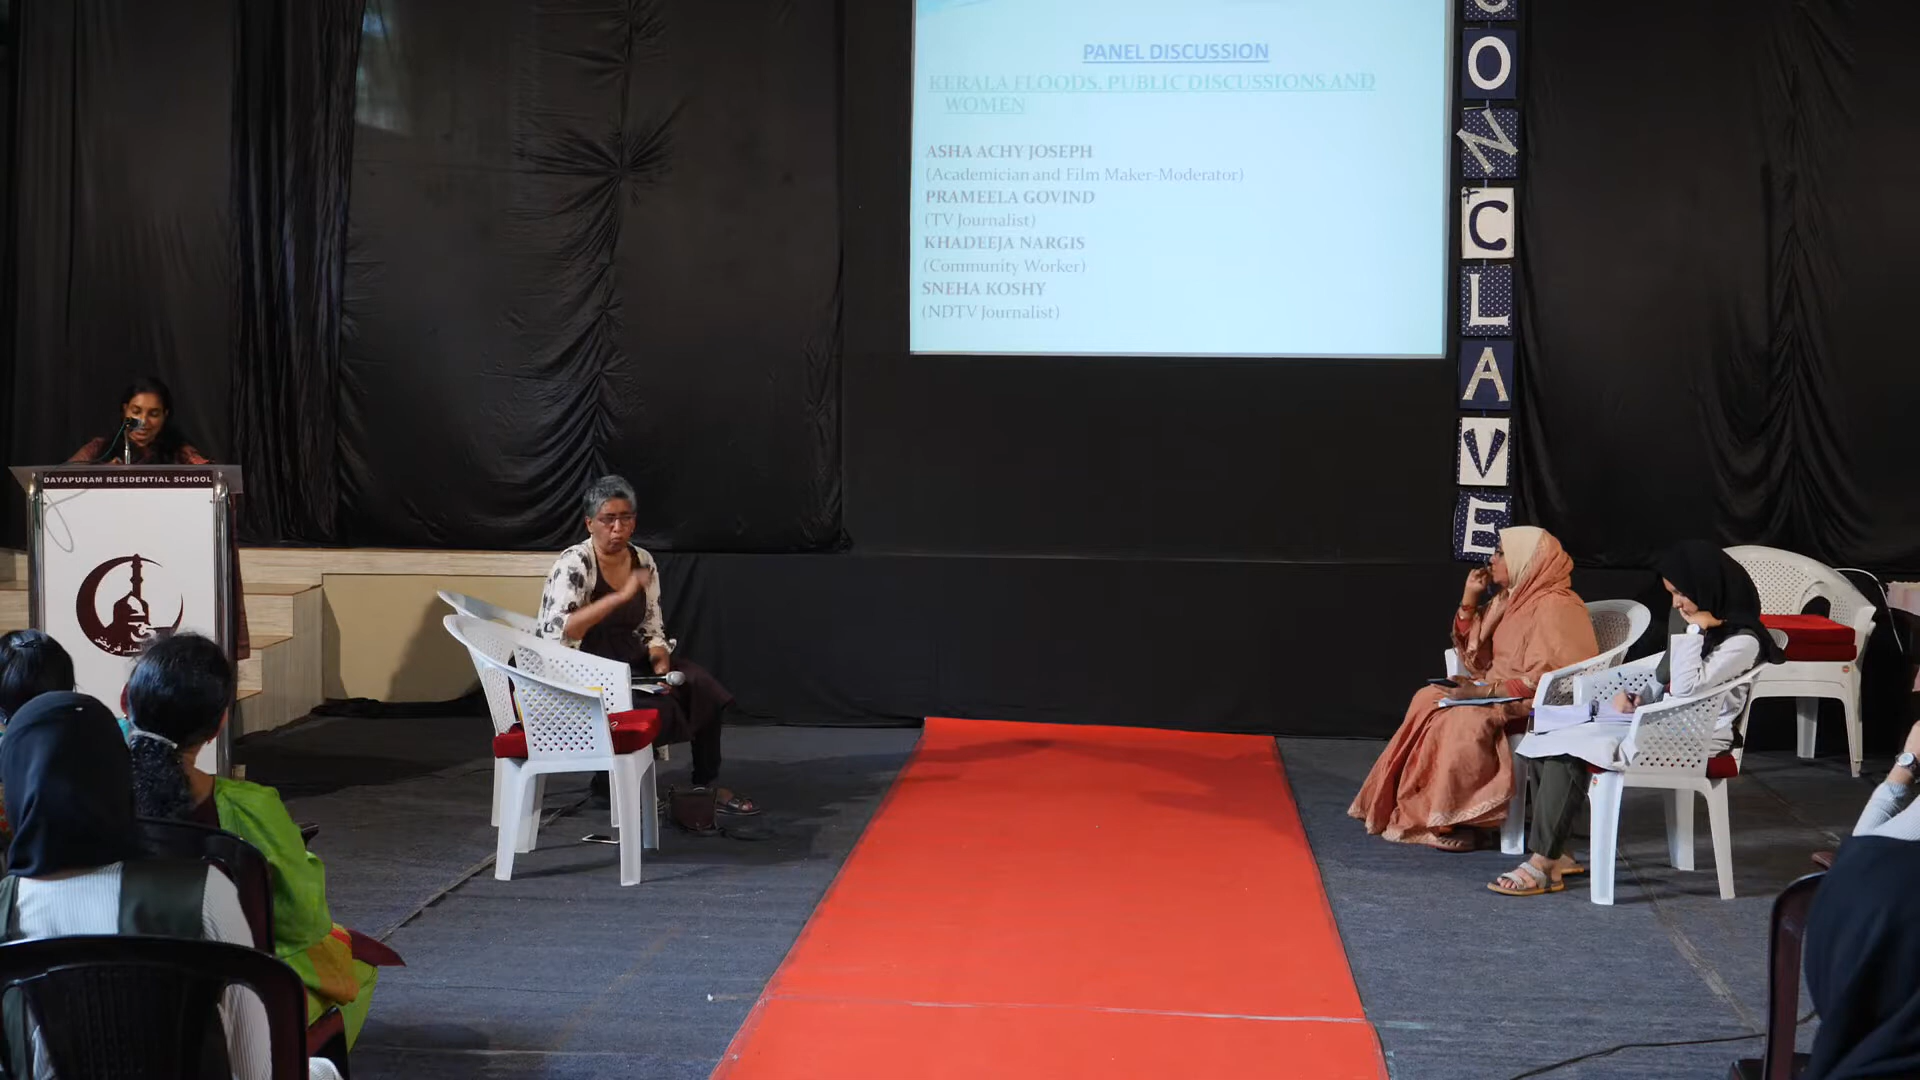 PANEL DISCUSSION
KERALA FLOODS, PUBLIC DISCUSSIONS AND
WOMEN
ASHA ACHY JOSEPH
(Academician and Film Maker-Moderator)
PRAMEELA GOVIND
(TV Journalist)
KHADEEJA NARGIS
(Community Worker)
SNEHA KOSHY
(NDTV Journalist)
ONCLAVE
DAYAPURAM RESIDENTIAL SCHOOL